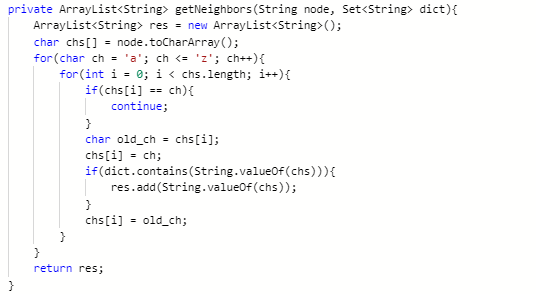 private ArrayList<String> getNeighbors(String node, Set<String> dict){
    ArrayList<String> res = new ArrayList<String>();
    char chs[] = node.toCharArray();
    for(char ch = 'a'; ch <= 'z'; ch++){
        for(int i = 0; i < chs.length; i++){
            if(chs[i] == ch){
                continue;
            }
            char old_ch = chs[i];
            chs[i] = ch;
            if(dict.contains(String.valueOf(chs))){
                res.add(String.valueOf(chs));
            }
            chs[i] = old_ch;
        }
    }
    return res;
}